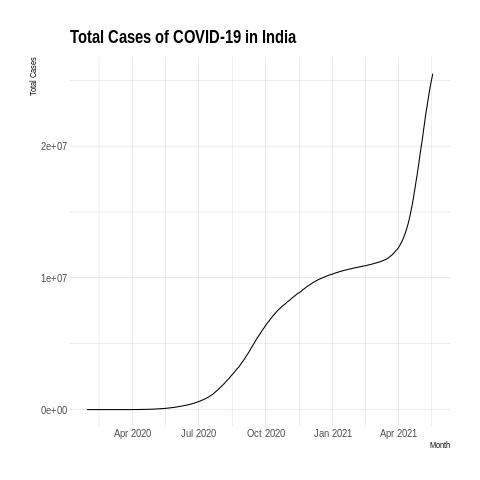 Total Cases of COVID-19 in India
Total Cases
2e+07
1e+07
0e+00
Apr 2020 Jul 2020 Oct 2020 Jan 2021 Apr 2021
Month